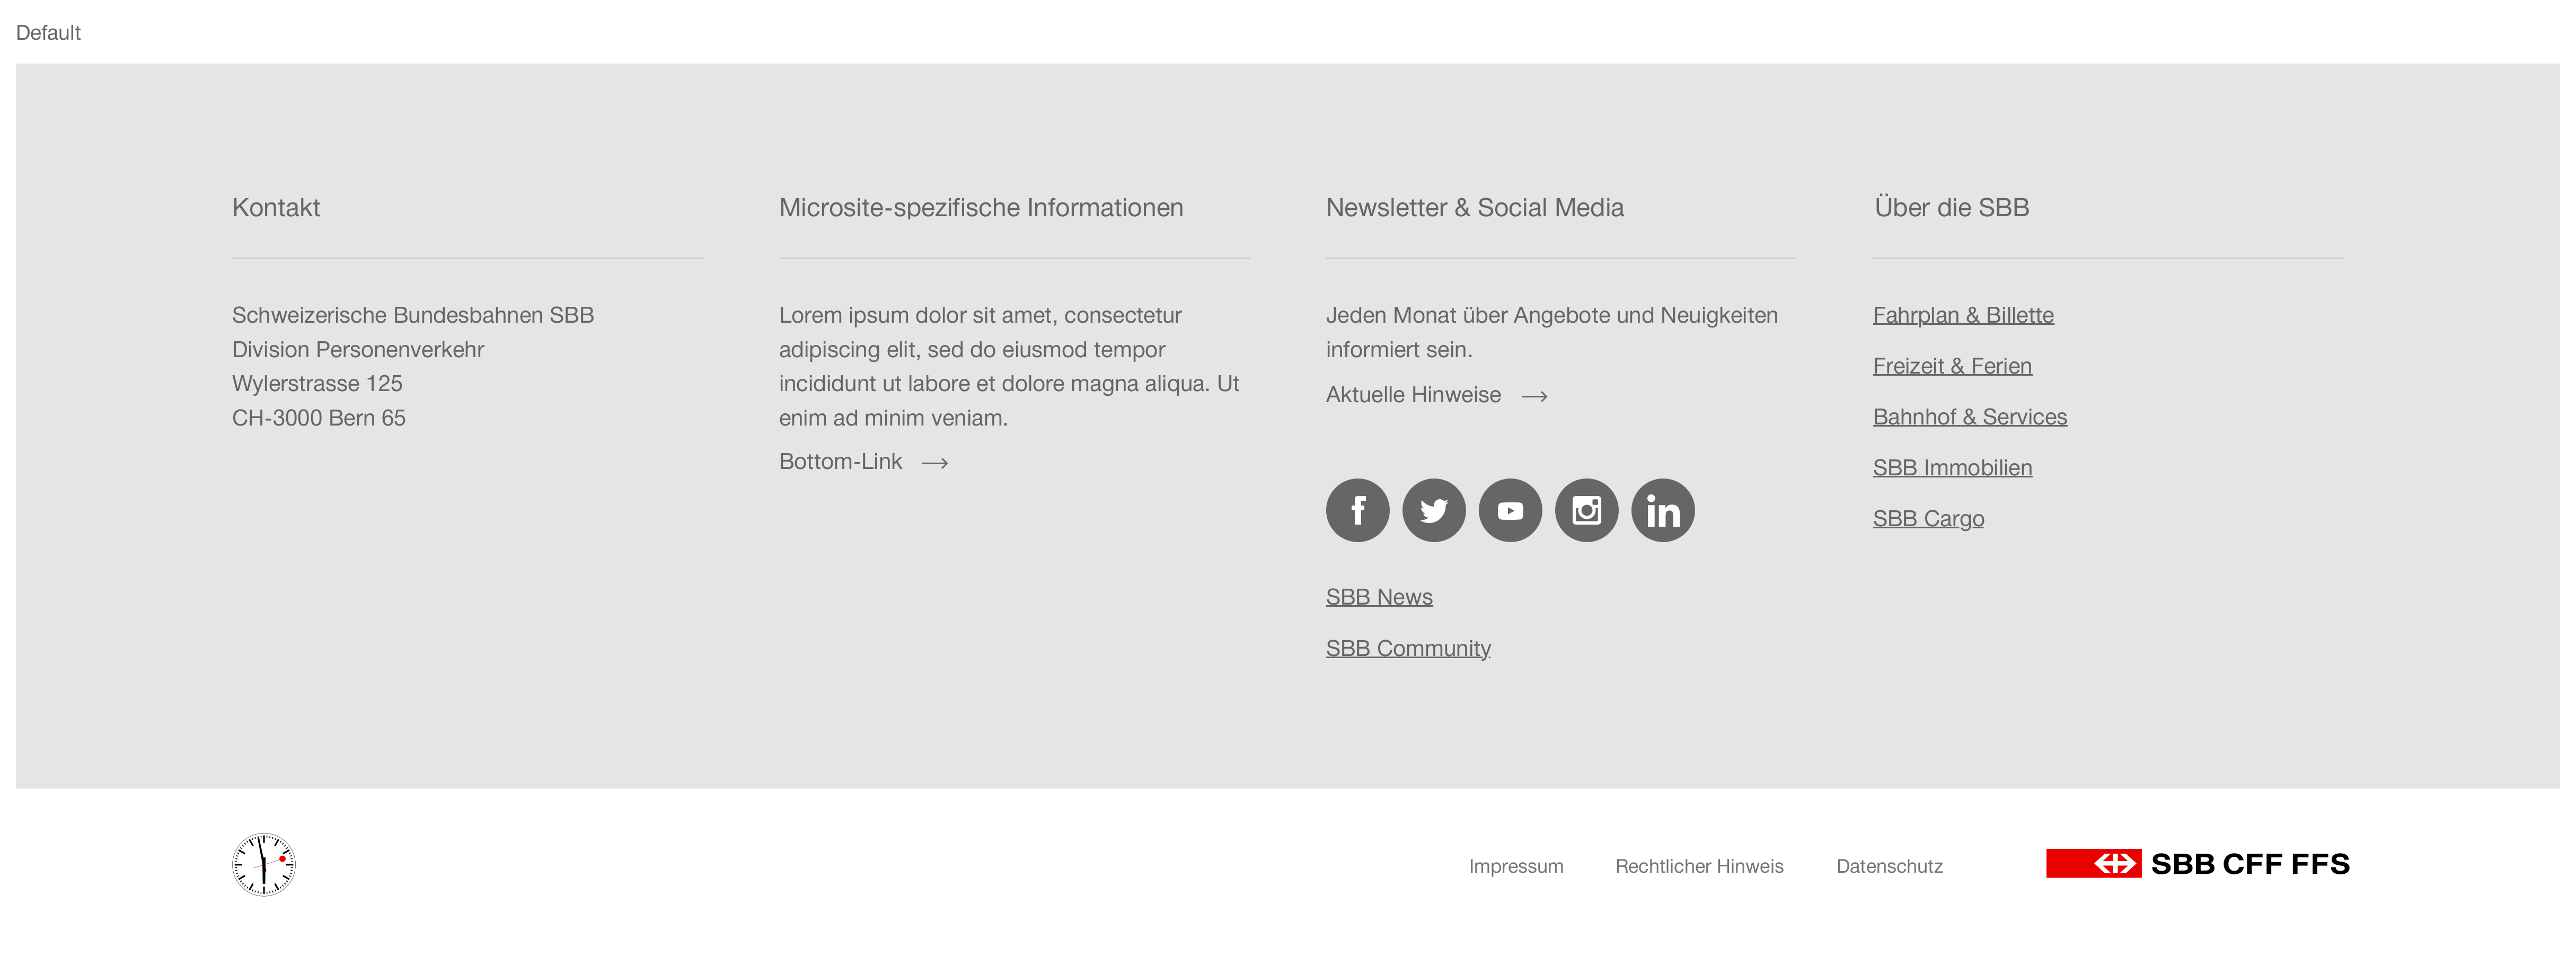 Default
Kontakt
Schweizerische Bundesbahnen SBB
Division Personenverkehr
Wylerstrasse 125
CH-3000 Bern 65
Microsite-spezifische Informationen
Lorem ipsum dolor sit amet, consectetur
adipiscing elit, sed do eiusmod tempor
incididunt ut labore et dolore magna aliqua. Ut
enim ad minim veniam.
Bottom-Link
Newsletter & Social Media
Jeden Monat über Angebote und Neuigkeiten
informiert sein.
Aktuelle Hinweise
SBB News
SBB Community
Über die SBB
Fahrplan & Billette
Freizeit & Ferien
Bahnhof & Services
SBB Immobilien
SBB Cargo
Impressum
Rechtlicher Hinweis
Datenschutz
SBB CFF FFS